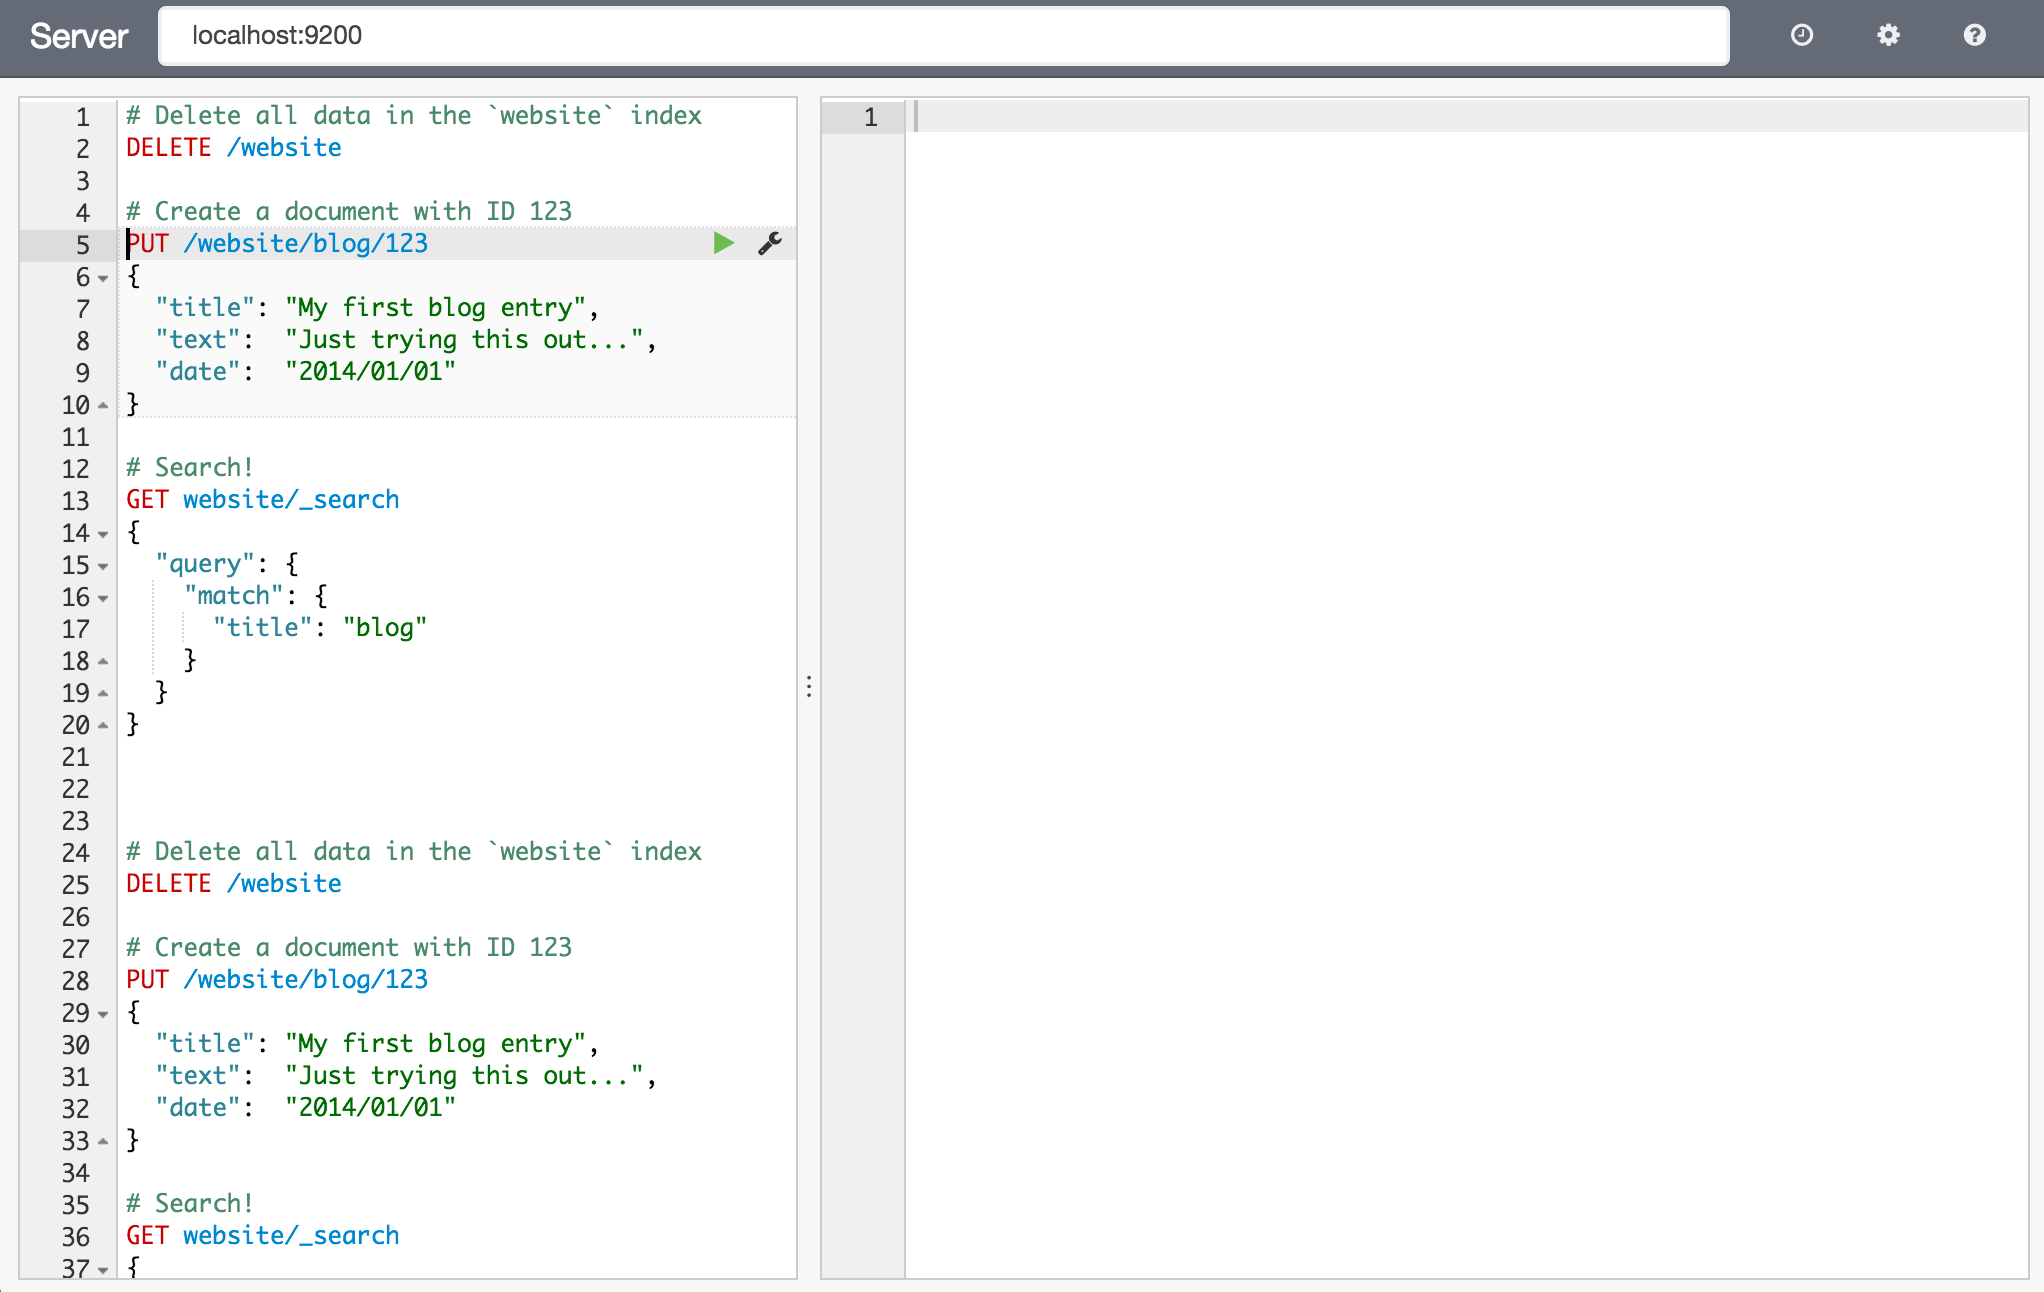 Server localhost:9200
1 # Delete all data in the `website` index
2 DELETE /website
3
4 # Create a document with ID 123
5 PUT /website/blog/123
6 {
7   "title": "My first blog entry",
8   "text":  "Just trying this out...",
9   "date":  "2014/01/01"
10 }
11
12 # Search!
13 GET website/_search
14 {
15   "query": {
16     "match": {
17       "title": "blog"
18     }
19   }
20 }
21
22
23
24 # Delete all data in the `website` index
25 DELETE /website
26
27 # Create a document with ID 123
28 PUT /website/blog/123
29 {
30   "title": "My first blog entry",
31   "text":  "Just trying this out...",
32   "date":  "2014/01/01"
33 }
34
35 # Search!
36 GET website/_search
37 {
1